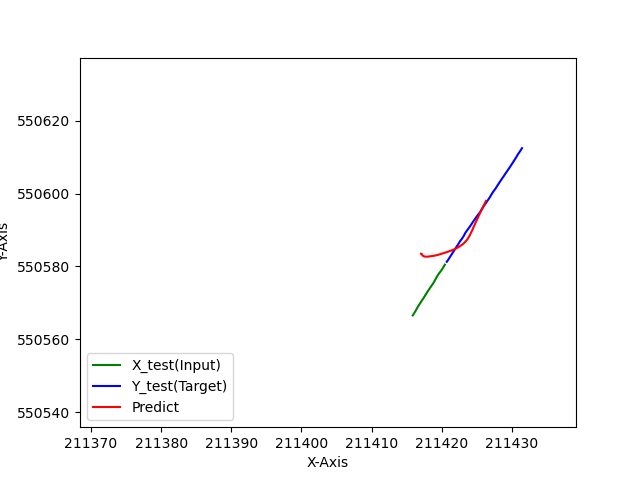 550620
550600
550580
550560
550540
Y-Axis
X_test(Input)
Y_test(Target)
Predict
211370 211380 211390 211400 211410 211420 211430
X-Axis